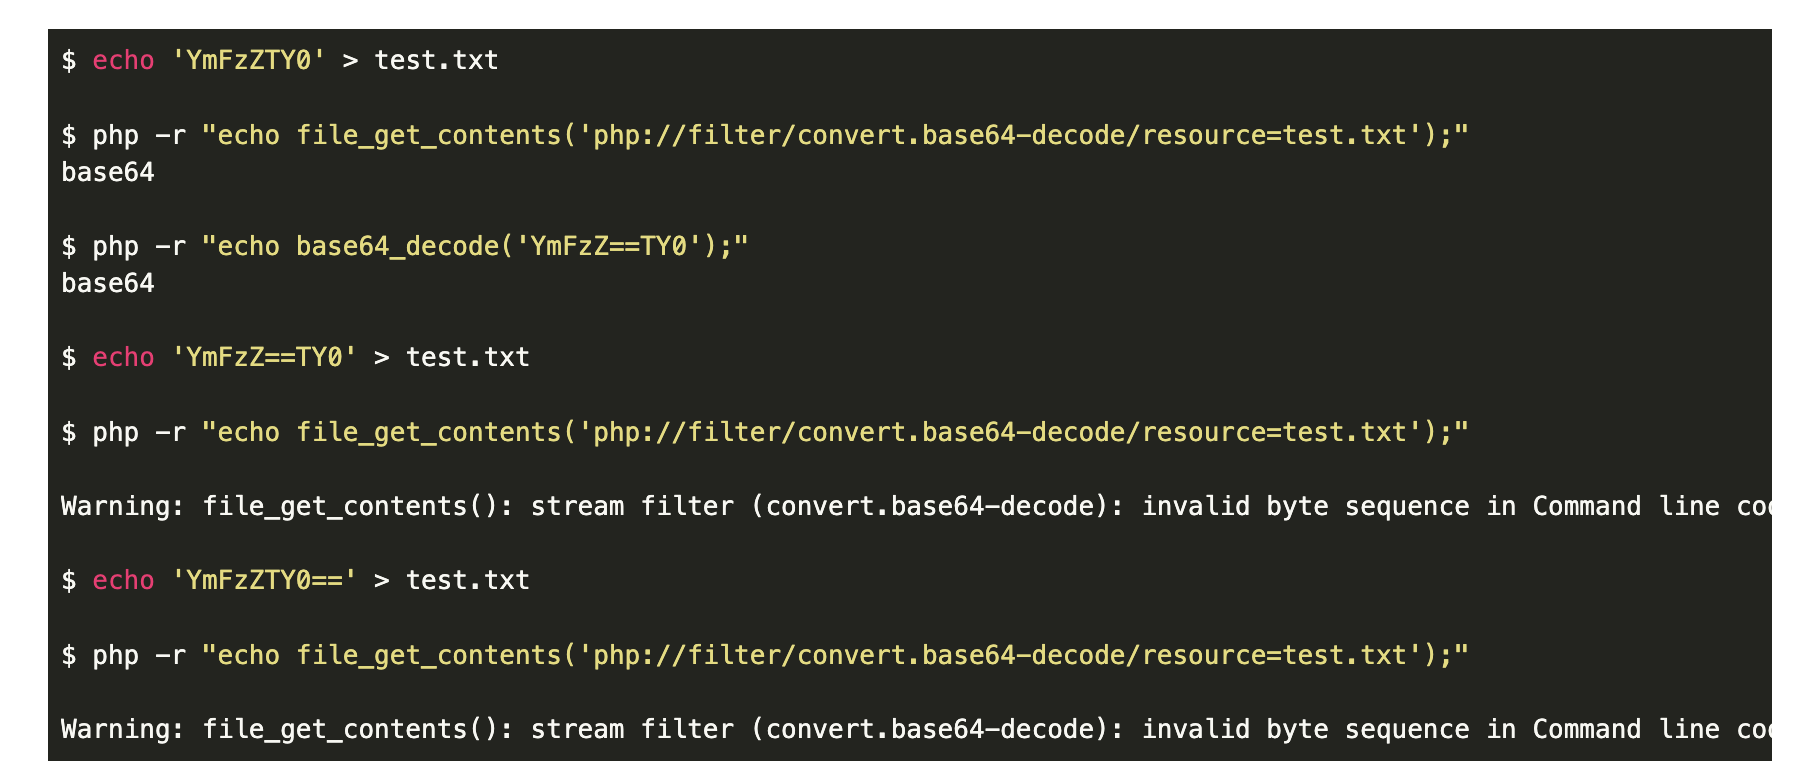 $ echo 'YmFzZTY0' > test.txt
$ php -r "echo file_get_contents('php://filter/convert.base64-decode/resource=test.txt');"
base64
$ php -r "echo base64_decode('YmFzZ==TY0');"
base64
$ echo 'YmFzZ==TY0' > test.txt
$ php -r "echo file_get_contents('php://filter/convert.base64-decode/resource=test.txt');"
Warning: file_get_contents(): stream filter (convert.base64-decode): invalid byte sequence in Command line
$ echo 'YmFzZTY0==' > test.txt
$ php -r "echo file_get_contents('php://filter/convert.base64-decode/resource=test.txt');"
Warning: file_get_contents(): stream filter (convert.base64-decode): invalid byte sequence in Command line